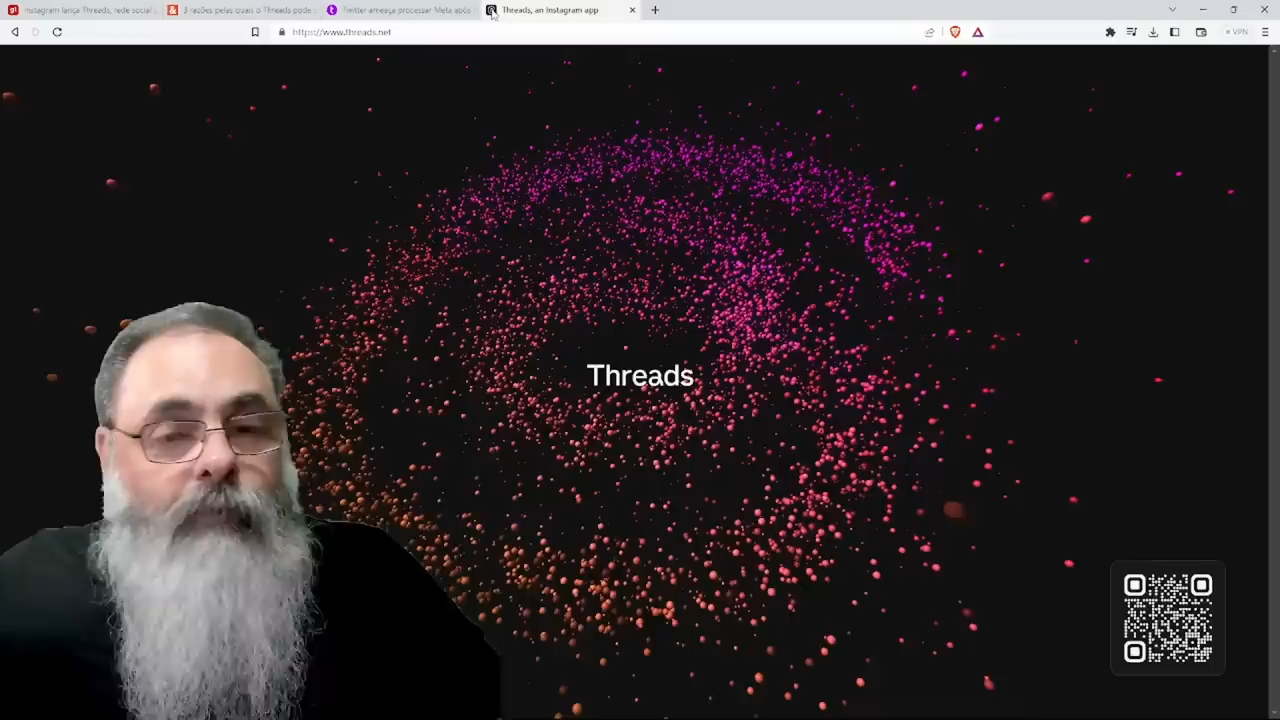 Instagram lança Threads, rede social
3 razões pelas quais o Threads pode
Twitter ameaça processar Meta após
Threads, an Instagram app
https://www.threads.net
VPN
Threads